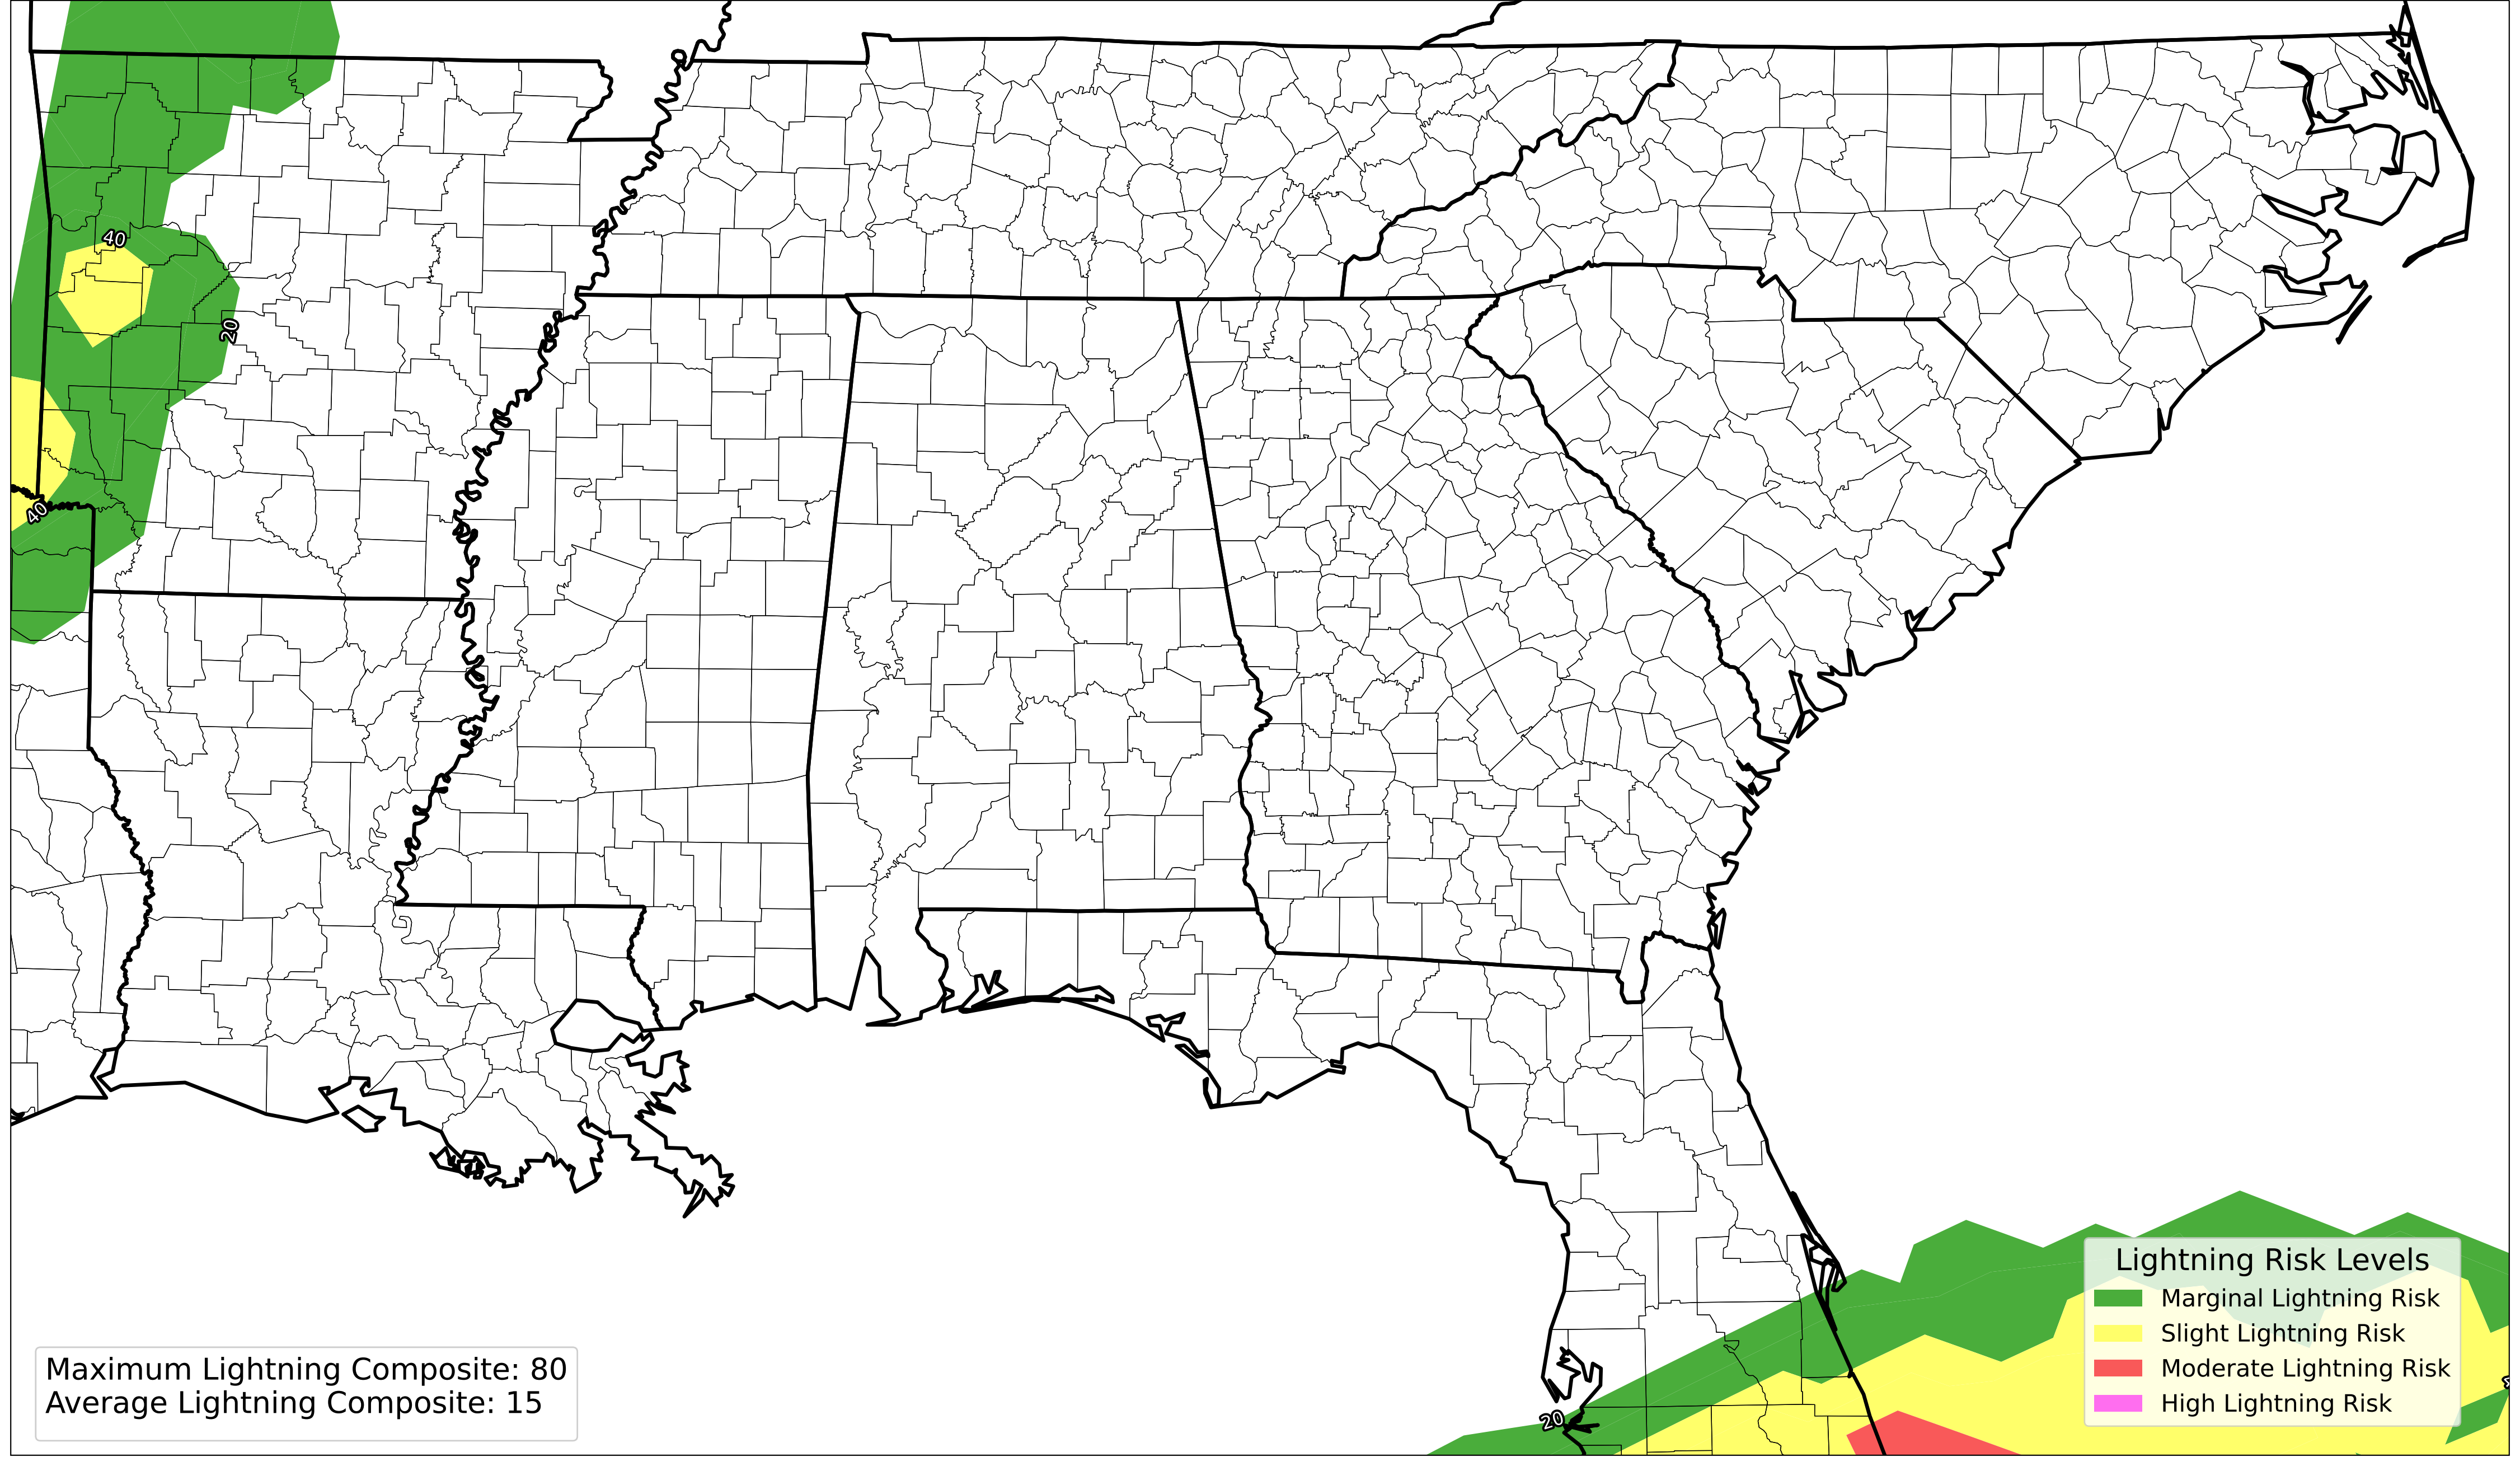 40
20
40
20
Maximum Lightning Composite: 80
Average Lightning Composite: 15
Lightning Risk Levels
Marginal Lightning Risk
Slight Lightning Risk
Moderate Lightning Risk
High Lightning Risk